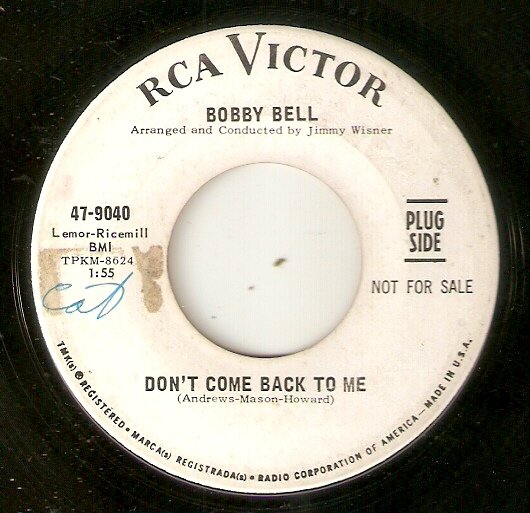 RCA VICTOR
BOBBY BELL
Arranged and Conducted by Jimmy Wisner
47-9040
Lemor-Ricemill
BMI
TPKM-8624
1:55
cat
PLUG
SIDE
NOT FOR SALE
DON'T COME BACK TO ME
(Andrews-Mason-Howard)
TMK(s) ® REGISTERED • MARCA(s) REGISTRADA(s) • RADIO CORPORATION OF AMERICA—MADE IN U.S.A.